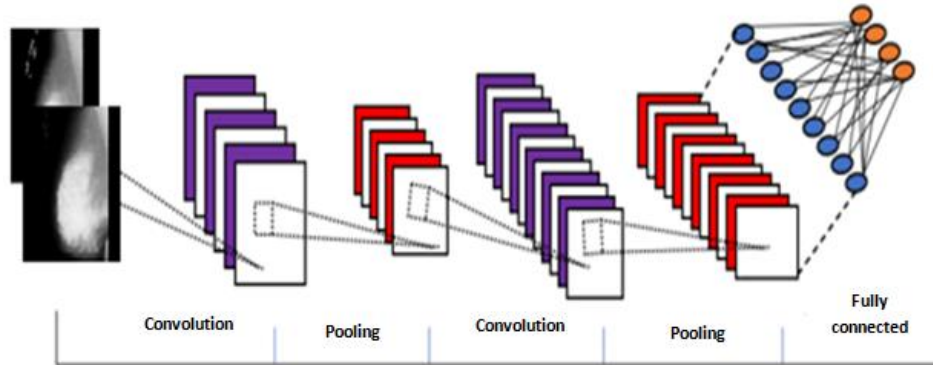 Convolution
Pooling
Convolution
Pooling
Fully
connected